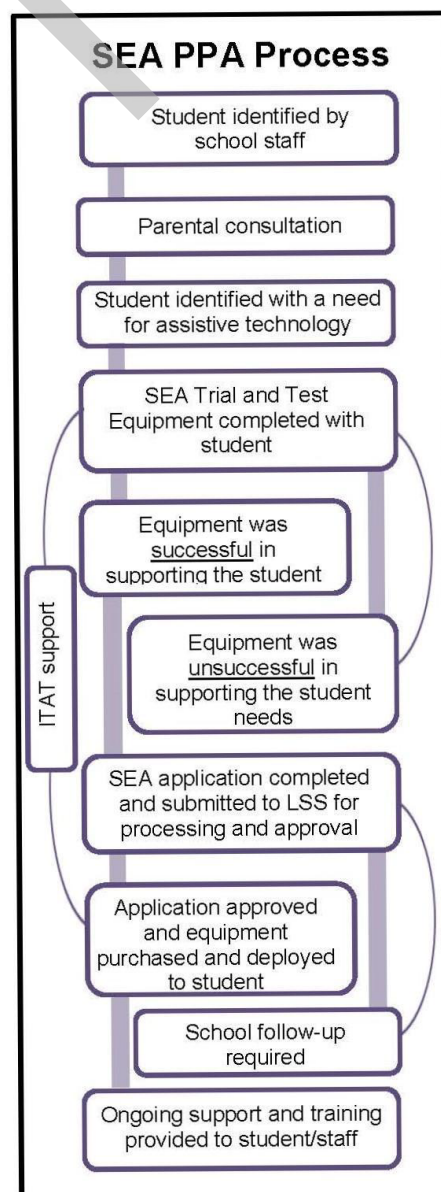 SEA PPA Process
Student identified by
school staff
Parental consultation
Student identified with a need
for assistive technology
SEA Trial and Test
Equipment completed with
student
Equipment was
successful in
supporting the student
Equipment was
unsuccessful in
supporting the student
needs
ITAT support
SEA application completed
and submitted to LSS for
processing and approval
Application approved
and equipment
purchased and deployed
to student
School follow-up
required
Ongoing support and training
provided to student/staff